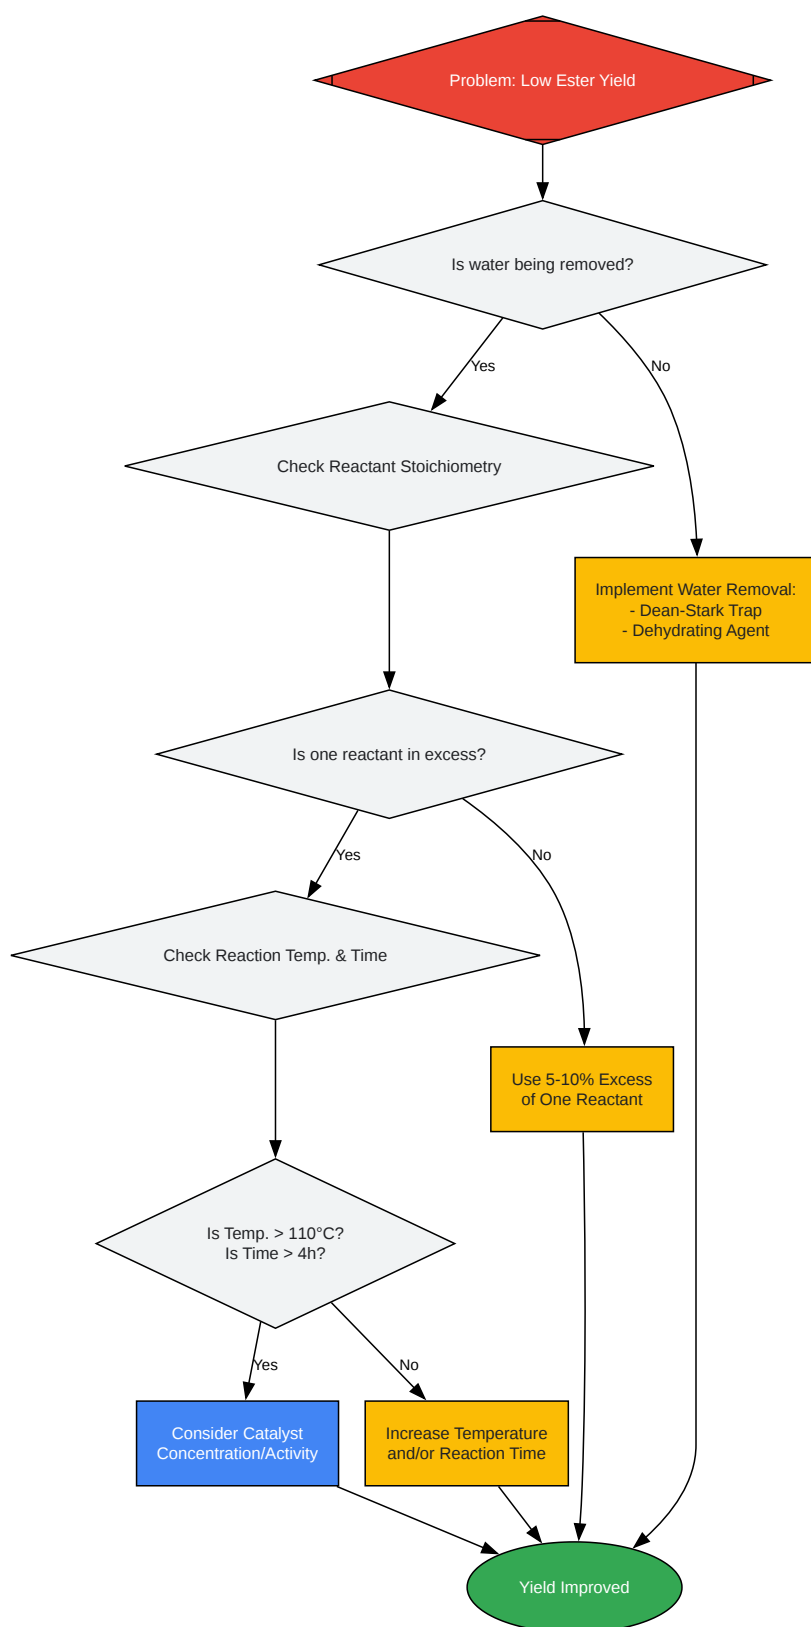 Problem: Low Ester Yield
Is water being removed?
Yes
No
Check Reactant Stoichiometry
Implement Water Removal:
- Dean-Stark Trap
- Dehydrating Agent
Is one reactant in excess?
Yes
No
Check Reaction Temp. & Time
Use 5-10% Excess
of One Reactant
Is Temp. > 110°C?
Is Time > 4h?
Yes
No
Consider Catalyst
Concentration/Activity
Increase Temperature
and/or Reaction Time
Yield Improved